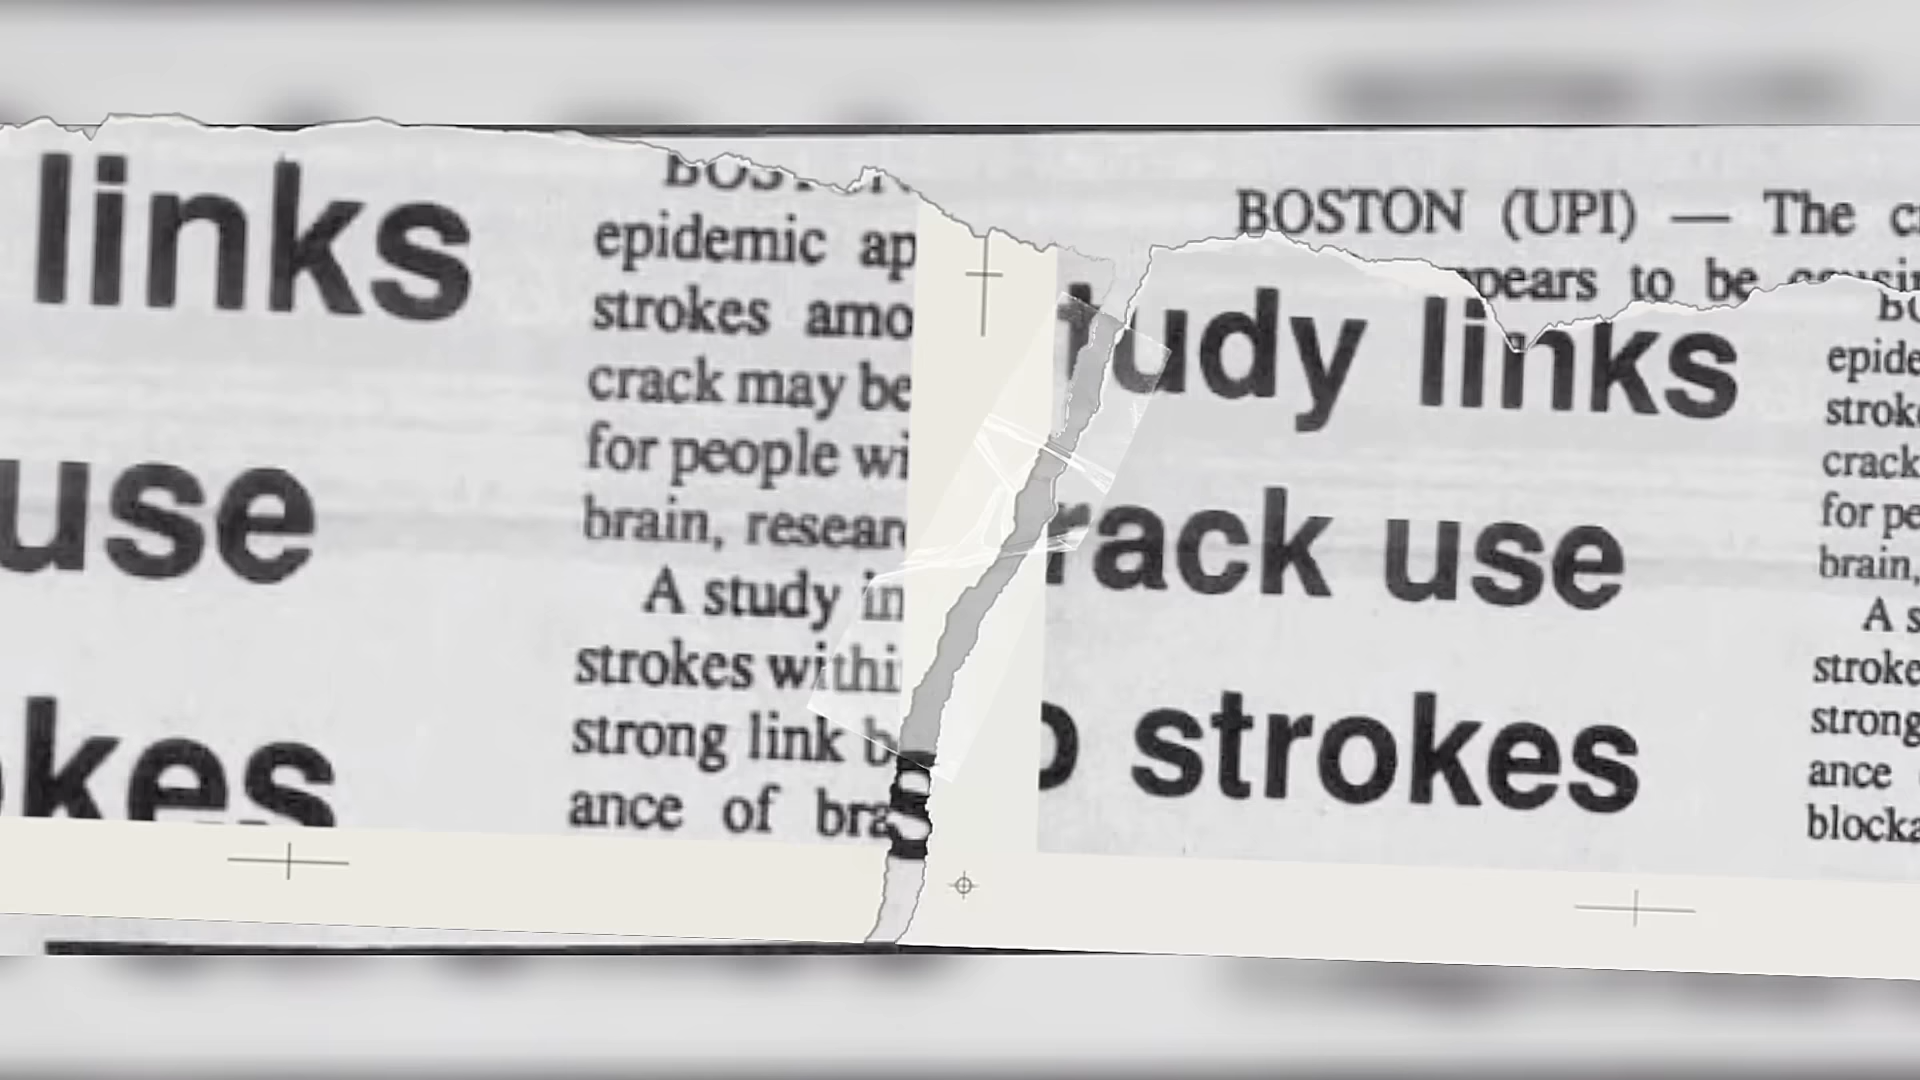 BOSTON (UPI) — The
ppears to be
links
use
kes
epidemic ap
strokes amo
crack may be
for people wi
brain, resear
A study in
strokes withi
strong link b
ance of bra
tudy links
rack use
o strokes
epide
stroke
crack
for pe
brain,
A s
stroke
strong
ance
blocka